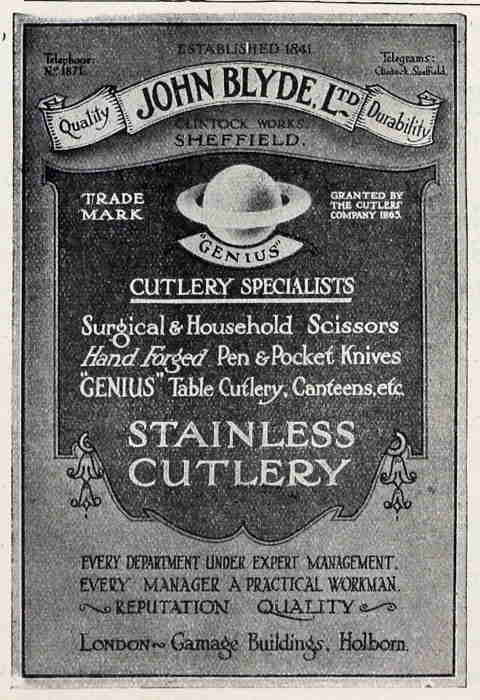 ESTABLISHED 1841
Telephone:
No. 1871.
Telegrams:
Clintock, Sheffield.
Quality
JOHN BLYDE, LTD
Durability
CLINTOCK WORKS,
SHEFFIELD.
TRADE
MARK
GRANTED BY
THE CUTLERS'
COMPANY 1863.
"GENIUS"
CUTLERY SPECIALISTS
Surgical & Household Scissors
Hand Forged Pen & Pocket Knives
"GENIUS" Table Cutlery, Canteens, etc.
STAINLESS
CUTLERY
EVERY DEPARTMENT UNDER EXPERT MANAGEMENT.
EVERY MANAGER A PRACTICAL WORKMAN.
REPUTATION QUALITY
LONDON~ Gamage Buildings, Holborn.